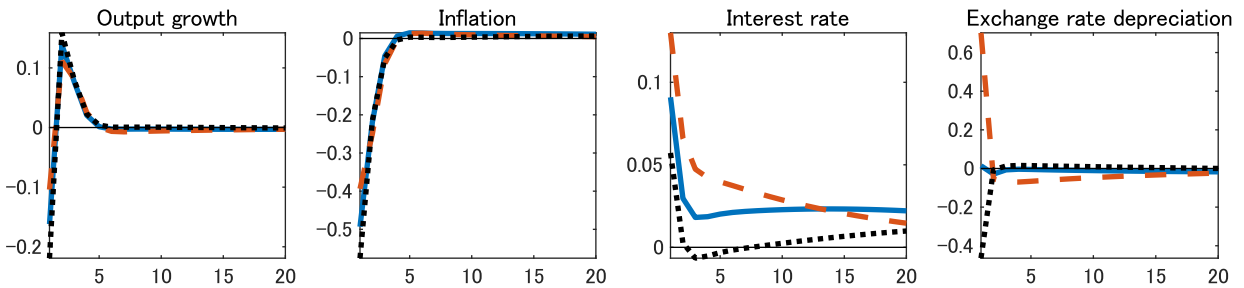 Output growth
Inflation
Interest rate
Exchange rate depreciation
0.1
0
-0.1
-0.2
5 10 15 20
0
-0.1
-0.2
-0.3
-0.4
-0.5
5 10 15 20
0.1
0.05
0
5 10 15 20
0.6
0.4
0.2
0
-0.2
-0.4
5 10 15 20